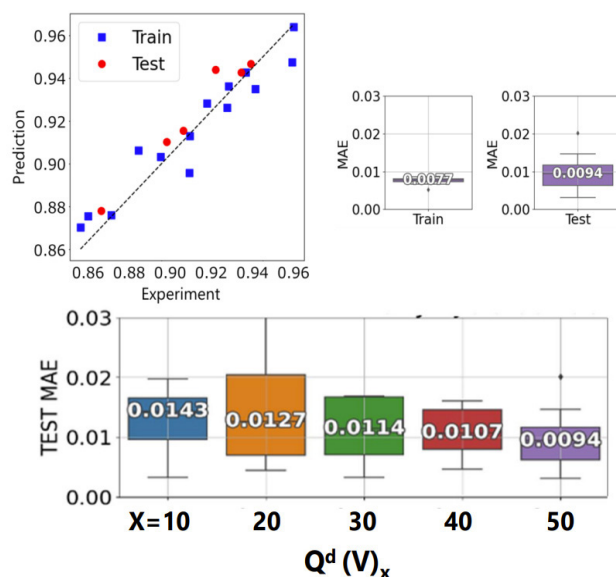 0.96
0.94
0.92
0.90
0.88
0.86
Prediction
Train
Test
0.86 0.88 0.90 0.92 0.94 0.96
Experiment
0.03
0.02
0.01
0.00
MAE
0.0077
Train
0.03
0.02
0.01
0.00
MAE
0.0094
Test
0.03
0.02
0.01
0.00
TEST MAE
0.0143 0.0127 0.0114 0.0107 0.0094
X=10 20 30 40 50
Qᵈ (V)ₓ